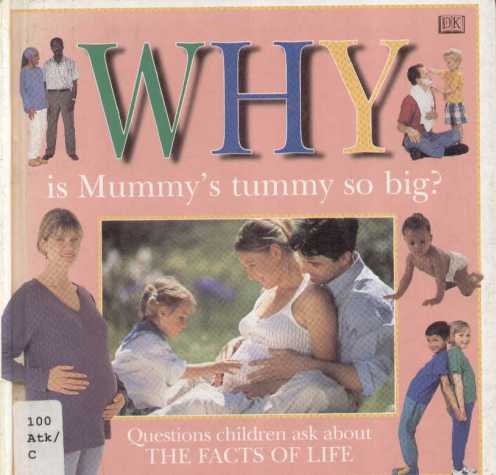 DK
WHY
is Mummy's tummy so big?
100
Atk/
C
Questions children ask about
THE FACTS OF LIFE